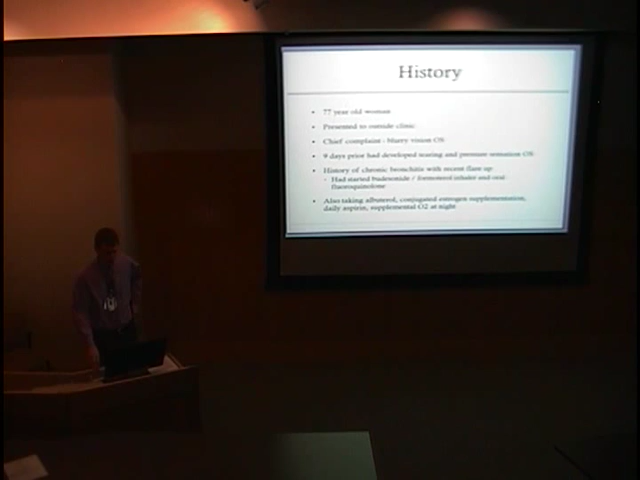 History
• 77 year old woman
• Presented to outside clinic
• Chief complaint - blurry vision OS
• 9 days prior had developed tearing and pressure sensation OS
• History of chronic bronchitis with recent flare up
- Had started budesonide / formoterol inhaler and oral
fluoroquinolone
• Also taking albuterol, conjugated estrogen supplementation,
daily aspirin, supplemental O2 at night